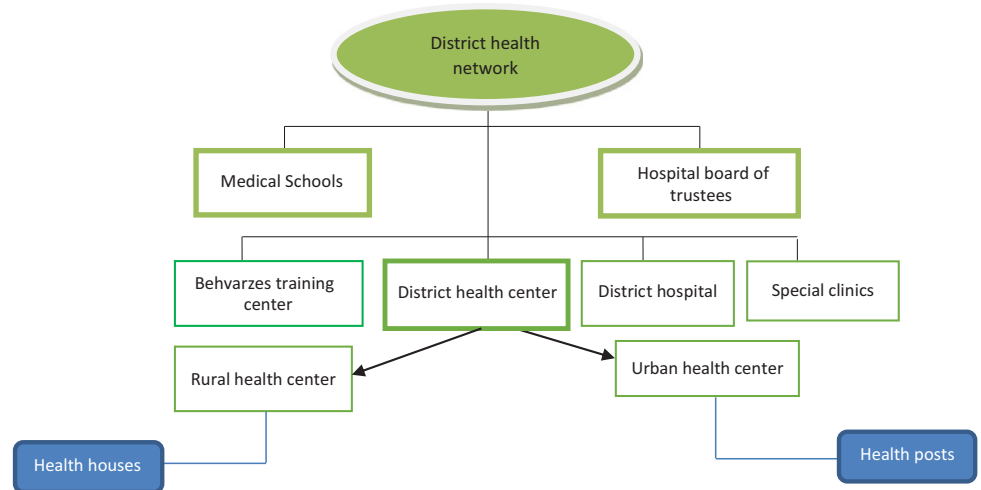 District health
network
Medical Schools
Hospital board of
trustees
Behvarzes training
center
District health center
District hospital
Special clinics
Rural health center
Urban health center
Health houses
Health posts